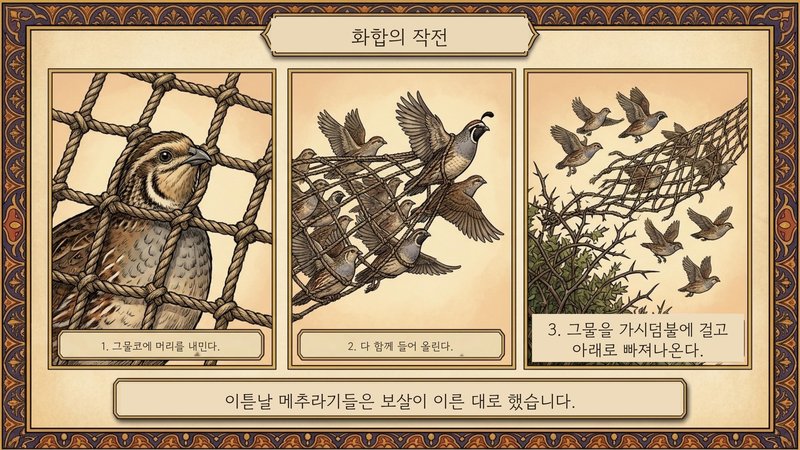 화합의 작전
1. 그물코에 머리를 내민다.
2. 다 함께 들어 올린다.
3. 그물을 가시덤불에 걸고
아래로 빠져나온다.
이튿날 메추라기들은 보살이 이른 대로 했습니다.